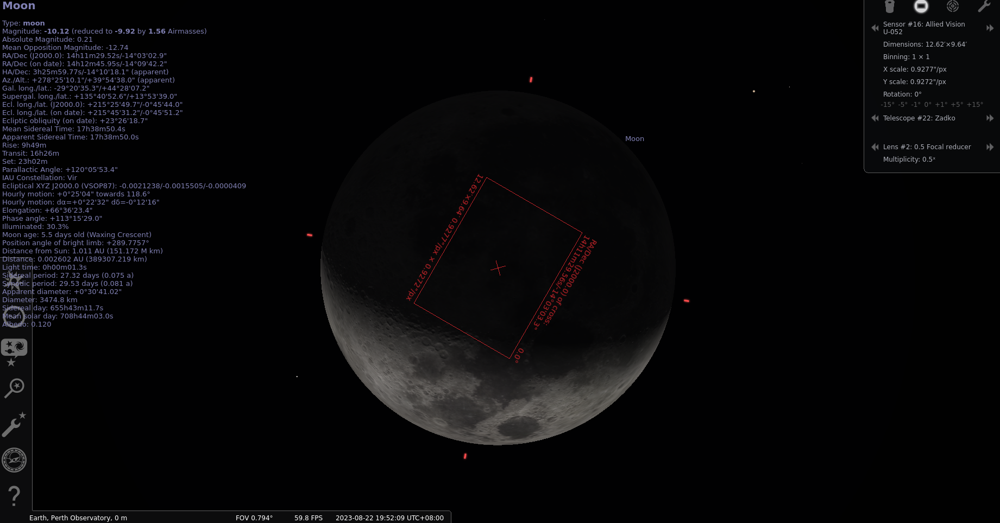 Moon
Type: moon
Magnitude: -10.12 (reduced to -9.92 by 1.56 Airmasses)
Absolute Magnitude: 0.21
Mean Opposition Magnitude: -12.74
RA/Dec (J2000.0): 14h11m29.52s/-14°03'02.9"
RA/Dec (on date): 14h12m45.95s/-14°09'42.2"
HA/Dec: 3h25m59.77s/-14°10'18.1" (apparent)
Az./Alt.: +278°25'10.1"/+39°54'38.0" (apparent)
Gal. long./lat.: -29°20'35.3"/+44°28'07.2"
Supergal. long./lat.: +135°40'52.6"/+13°53'39.0"
Ecl. long./lat. (J2000.0): +215°25'49.7"/-0°45'44.0"
Ecl. long./lat. (on date): +215°45'31.2"/-0°45'51.2"
Ecliptic obliquity (on date): +23°26'18.7"
Mean Sidereal Time: 17h38m50.4s
Apparent Sidereal Time: 17h38m50.0s
Rise: 9h49m
Transit: 16h26m
Set: 23h02m
Parallactic Angle: +120°05'53.4"
IAU Constellation: Vir
Ecliptical XYZ J2000.0 (VSOP87): -0.0021238/-0.0015505/-0.0000409
Hourly motion: +0°25'04" towards 118.6°
Hourly motion: dα=+0°22'32" dδ=-0°12'16"
Elongation: +66°36'23.4"
Phase angle: +113°15'29.0"
Illuminated: 30.3%
Moon age: 5.5 days old (Waxing Crescent)
Position angle of bright limb: +289.7757°
Distance from Sun: 1.011 AU (151.172 M km)
Distance: 0.002602 AU (389307.219 km)
Light time: 0h00m01.3s
Sidereal period: 27.32 days (0.075 a)
Synodic period: 29.53 days (0.081 a)
Apparent diameter: +0°30'41.02"
Diameter: 3474.8 km
Sidereal day: 655h43m11.7s
Mean solar day: 708h44m03.0s
Albedo: 0.120
Moon
12.62'×9.64' 0.9277"/px × 0.9272"/px
RA/Dec (J2000.0) of cross:
14h11m29.56s/-14°03'03.3"
0.0°
Sensor #16: Allied Vision
U-052
Dimensions: 12.62′×9.64′
Binning: 1 × 1
X scale: 0.9277"/px
Y scale: 0.9272"/px
Rotation: 0°
-15° -5° -1° 0° +1° +5° +15°
Telescope #22: Zadko
Lens #2: 0.5 Focal reducer
Multiplicity: 0.5ˣ
Earth, Perth Observatory, 0 m FOV 0.794° 59.8 FPS 2023-08-22 19:52:09 UTC+08:00